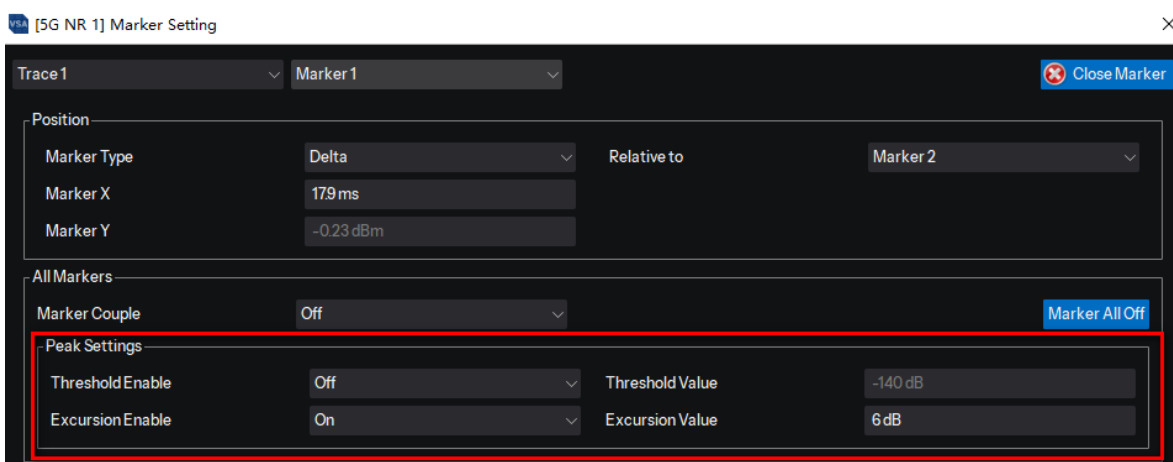 VSA [5G NR 1] Marker Setting
Trace 1 Marker 1 Close Marker
Position
Marker Type Delta Relative to Marker 2
Marker X 17.9 ms
Marker Y -0.23 dBm
All Markers
Marker Couple Off Marker All Off
Peak Settings
Threshold Enable Off Threshold Value -140 dB
Excursion Enable On Excursion Value 6 dB